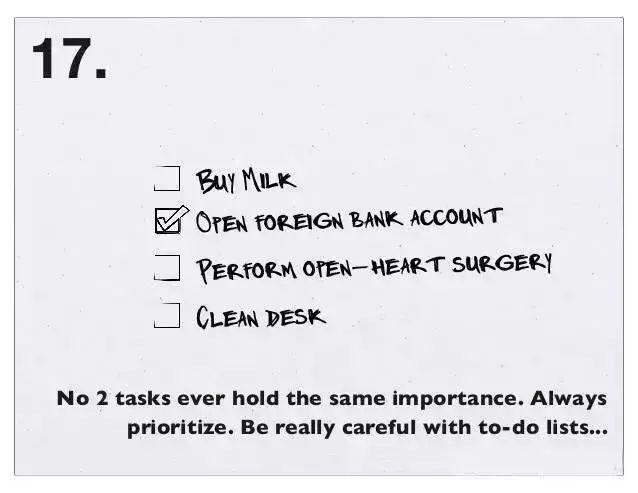 17.
BUY MILK
OPEN FOREIGN BANK ACCOUNT
PERFORM OPEN-HEART SURGERY
CLEAN DESK
No 2 tasks ever hold the same importance. Always
prioritize. Be really careful with to-do lists...